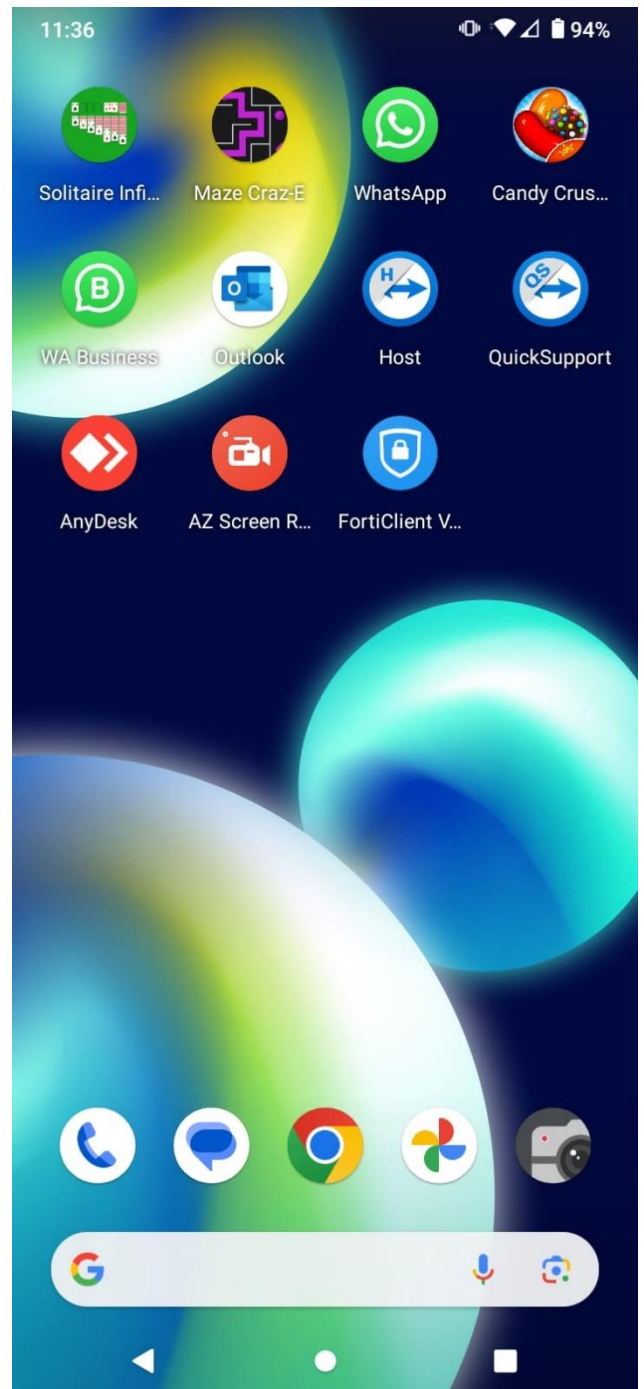 11:36 94%
Solitaire Infi... Maze Craz-E WhatsApp Candy Crus...
B
O
H
QS
WA Business Outlook Host QuickSupport
AnyDesk AZ Screen R... FortiClient V...
G